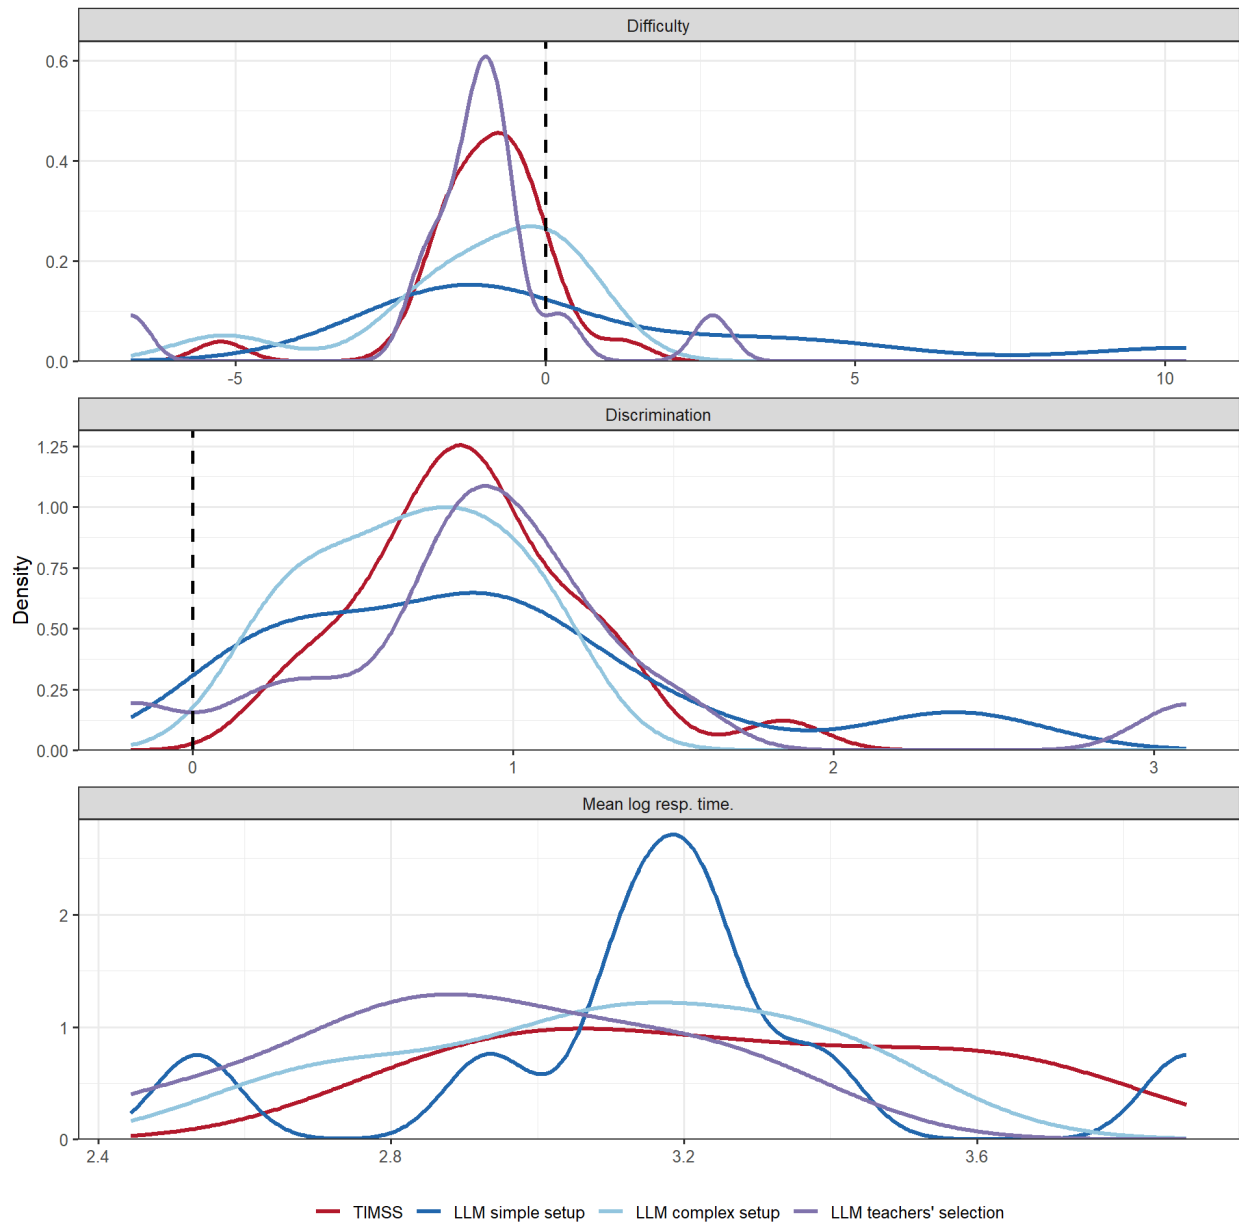 Difficulty
0.6
0.4
0.2
0.0
-5 0 5 10
Discrimination
1.25
1.00
0.75
0.50
0.25
0.00
0 1 2 3
Density
Mean log resp. time.
2
1
0
2.4 2.8 3.2 3.6
TIMSS LLM simple setup LLM complex setup LLM teachers' selection